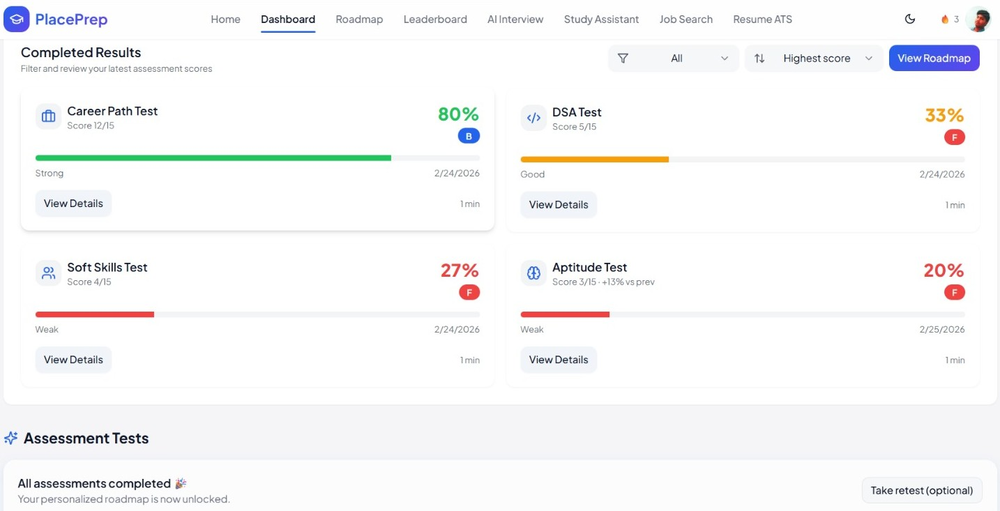 PlacePrep
Home Dashboard Roadmap Leaderboard AI Interview Study Assistant Job Search Resume ATS
3
Completed Results
Filter and review your latest assessment scores
All
Highest score
View Roadmap
Career Path Test
Score 12/15
80%
B
Strong
2/24/2026
View Details
1 min
DSA Test
Score 5/15
33%
F
Good
2/24/2026
View Details
1 min
Soft Skills Test
Score 4/15
27%
F
Weak
2/24/2026
View Details
1 min
Aptitude Test
Score 3/15 · +13% vs prev
20%
F
Weak
2/25/2026
View Details
1 min
Assessment Tests
All assessments completed 🎉
Your personalized roadmap is now unlocked.
Take retest (optional)